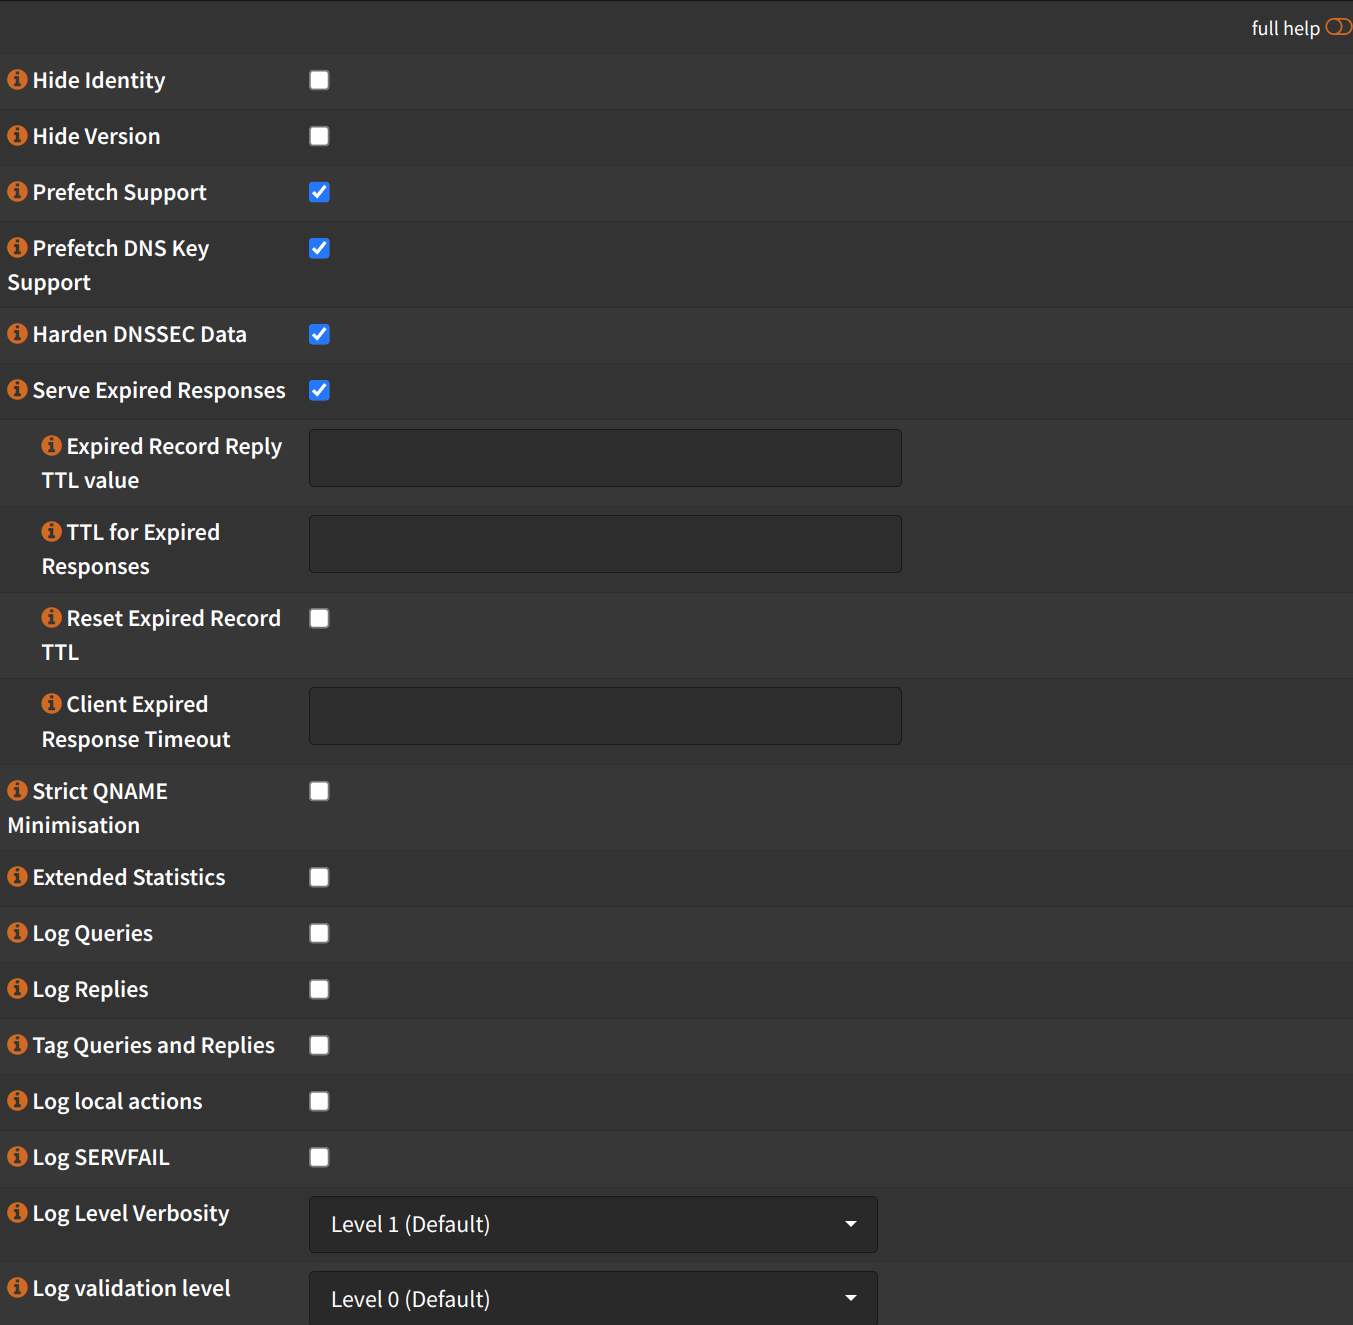 full help
Hide Identity
Hide Version
Prefetch Support
Prefetch DNS Key
Support
Harden DNSSEC Data
Serve Expired Responses
Expired Record Reply
TTL value
TTL for Expired
Responses
Reset Expired Record
TTL
Client Expired
Response Timeout
Strict QNAME
Minimisation
Extended Statistics
Log Queries
Log Replies
Tag Queries and Replies
Log local actions
Log SERVFAIL
Log Level Verbosity
Level 1 (Default)
Log validation level
Level 0 (Default)